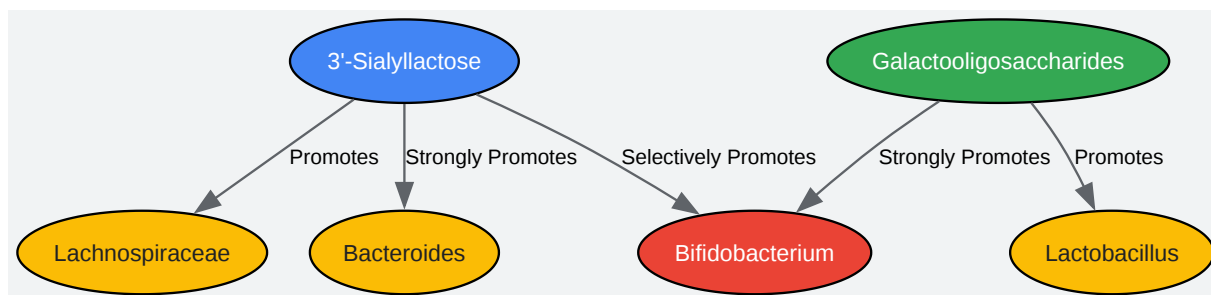 3'-Sialyllactose
Galactooligosaccharides
Promotes
Strongly Promotes
Selectively Promotes
Strongly Promotes
Promotes
Lachnospiraceae
Bacteroides
Bifidobacterium
Lactobacillus